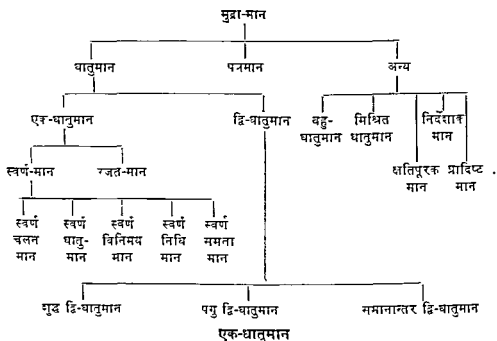 मुद्रा-मान
धातुमान पत्रमान अन्य
एक-धातुमान द्वि-धातुमान बहु-धातुमान मिश्रित धातुमान निर्देशांक मान
क्षतिपूरक मान प्रादिष्ट मान
स्वर्ण-मान रजत-मान
स्वर्ण चलन मान स्वर्ण धातु-मान स्वर्ण विनिमय मान स्वर्ण निधि मान स्वर्ण समता मान
शुद्ध द्वि-धातुमान पगु द्वि-धातुमान समानान्तर द्वि-धातुमान
एक-धातुमान